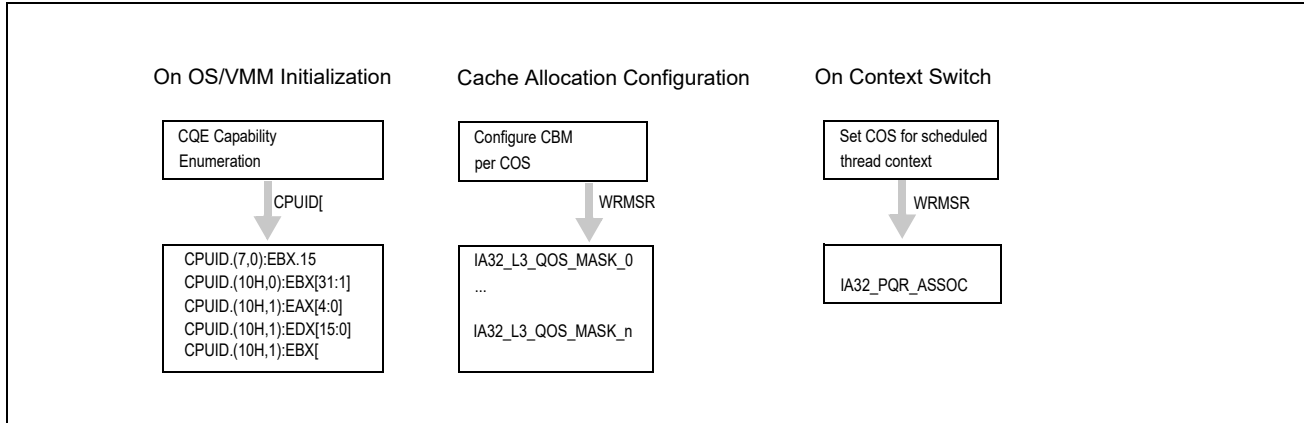 On OS/VMM Initialization
CQE Capability
Enumeration
CPUID[
CPUID.(7,0):EBX.15
CPUID.(10H,0):EBX[31:1]
CPUID.(10H,1):EAX[4:0]
CPUID.(10H,1):EDX[15:0]
CPUID.(10H,1):EBX[
Cache Allocation Configuration
Configure CBM
per COS
WRMSR
IA32_L3_QOS_MASK_0
...
IA32_L3_QOS_MASK_n
On Context Switch
Set COS for scheduled
thread context
WRMSR
IA32_PQR_ASSOC